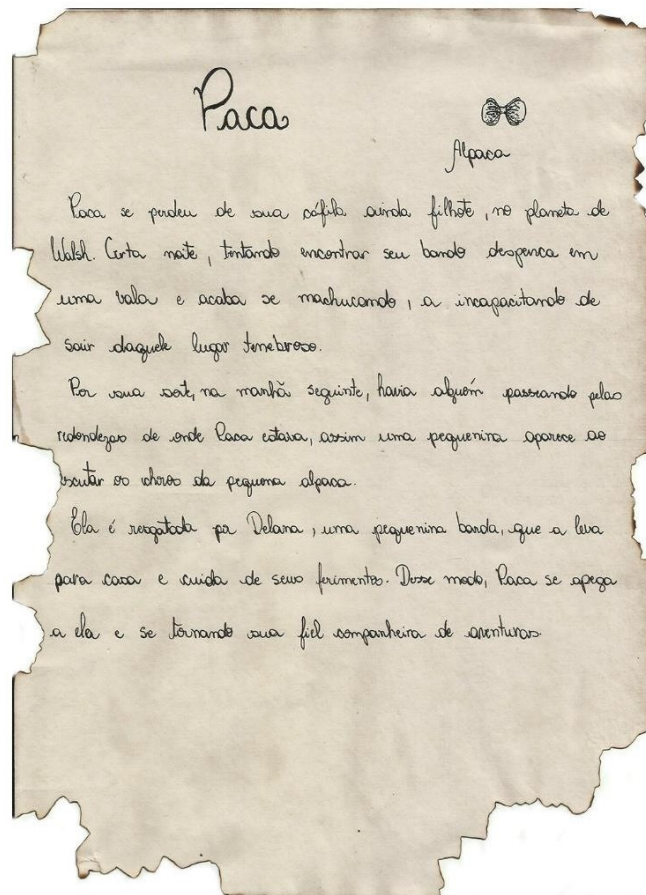 Paca
Alpaca
Paca se perdeu de sua cáfila ainda filhote, no planeta de
Walsh. Certa noite, tentando encontrar seu bando despenca em
uma vala e acaba se machucando, a incapacitando de
sair daquele lugar tenebroso.
Por sua sorte, na manhã seguinte, havia alguém passeando pelas
redondezas de onde Paca estava, assim uma pequenina aparece ao
escutar os choros da pequena alpaca.
Ela é resgatada por Delana, uma pequenina barda, que a leva
para casa e cuida de seus ferimentos. Desse modo, Paca se apega
a ela e se tornando sua fiel companheira de aventuras.